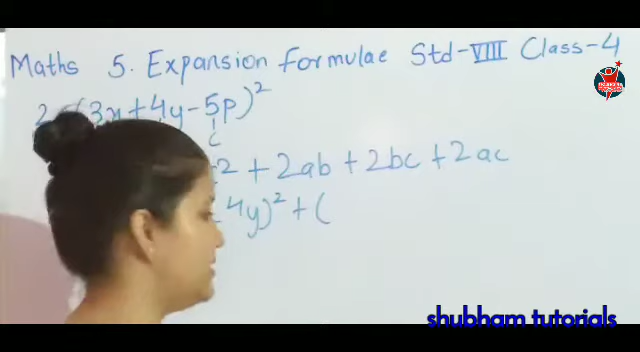 Maths 5. Expansion formulae Std-VIII Class-4
2. (3x+4y-5p)²
c
c² + 2ab + 2bc + 2ac
(4y)² + (
shubham tutorials